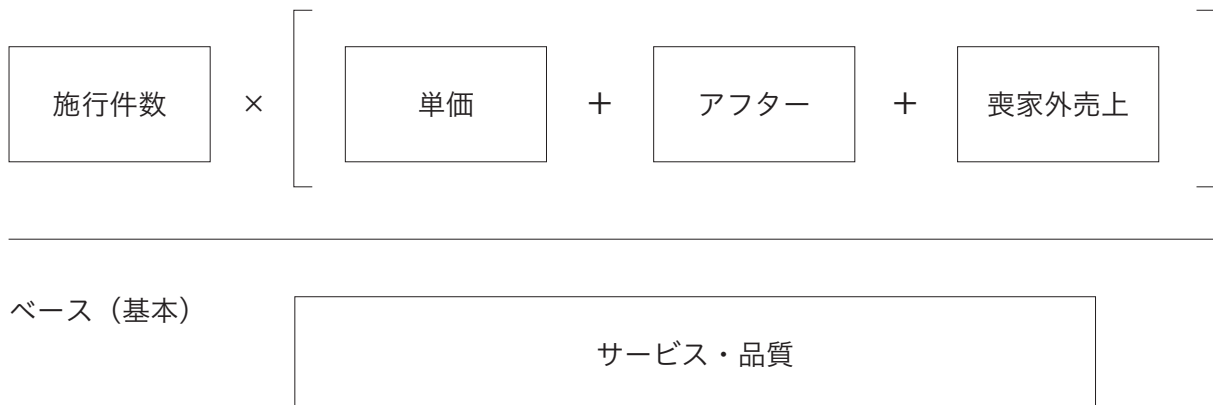 施行件数 × 単価 + アフター + 喪家外売上
ベース（基本）
サービス・品質